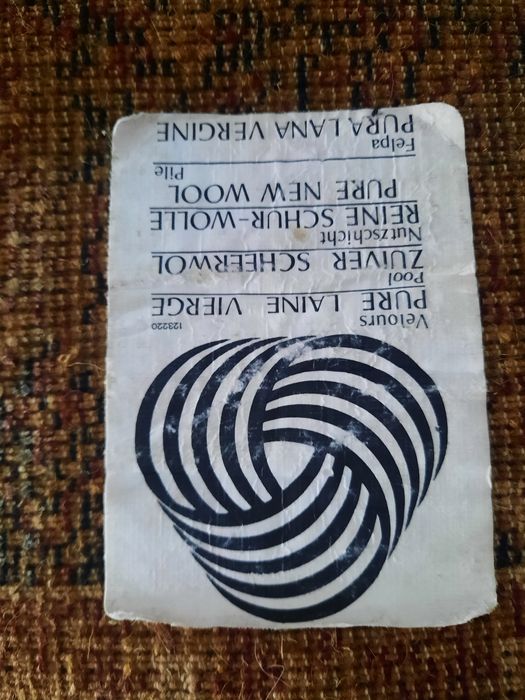 Velours 123220
PURE LAINE VIERGE
Pool
ZUIVER SCHEERWOL
Nutzschicht
REINE SCHUR-WOLLE
PURE NEW WOOL
Pile
Felpa
PURA LANA VERGINE